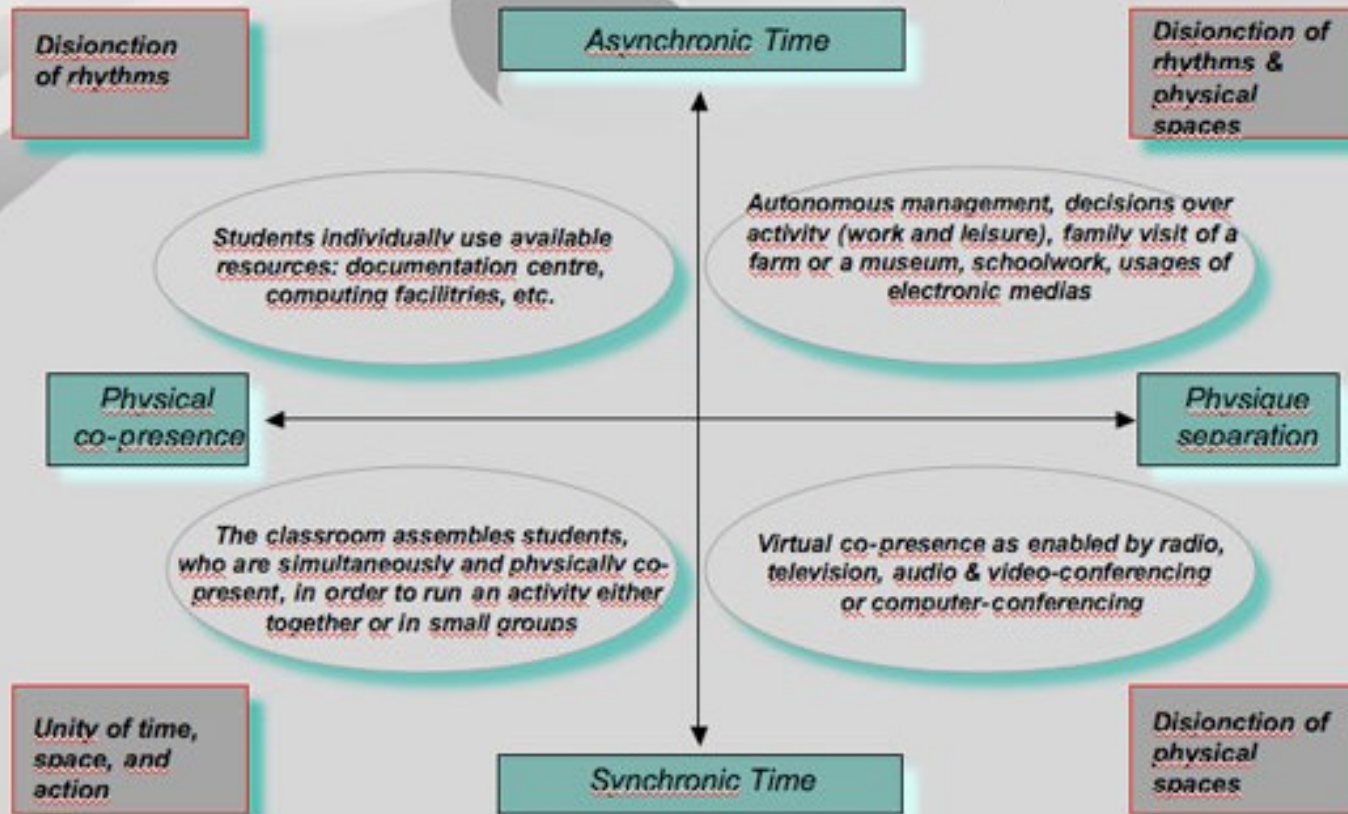 Disjonction
of rhythms
Asynchronic Time
Disjonction of
rhythms &
physical
spaces
Students individually use available
resources: documentation centre,
computing facilitries, etc.
Autonomous management, decisions over
activity (work and leisure), family visit of a
farm or a museum, schoolwork, usages of
electronic medias
Physical
co-presence
Physique
separation
The classroom assembles students,
who are simultaneously and physically co-
present, in order to run an activity either
together or in small groups
Virtual co-presence as enabled by radio,
television, audio & video-conferencing
or computer-conferencing
Unity of time,
space, and
action
Synchronic Time
Disjonction of
physical
spaces